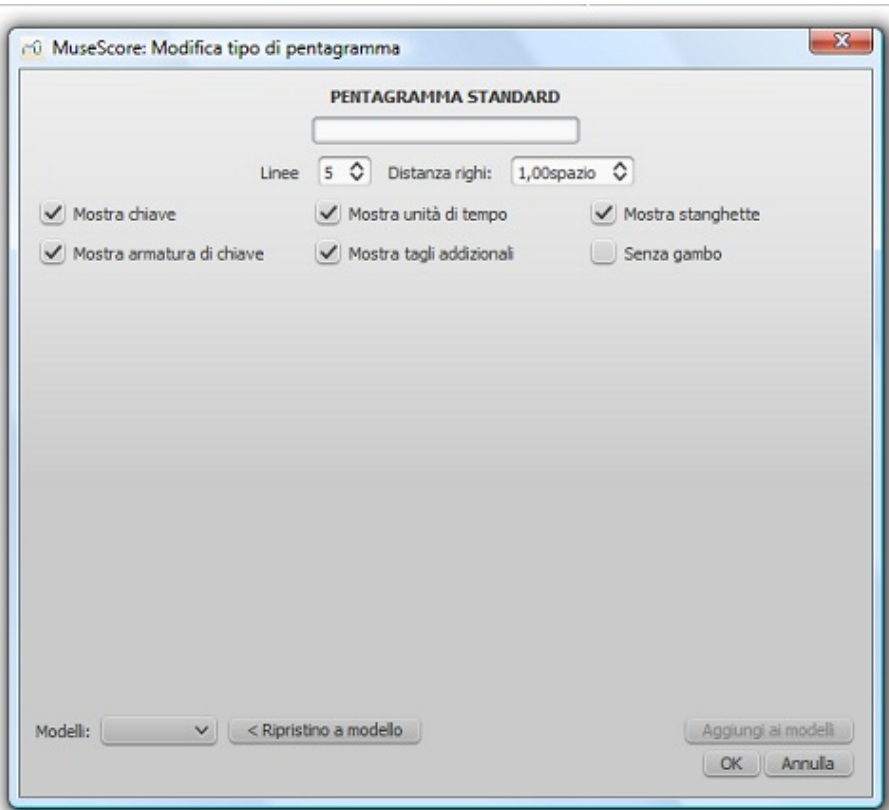 MuseScore: Modifica tipo di pentagramma
PENTAGRAMMA STANDARD
Linee 5 Distanza righi: 1,00spazio
Mostra chiave Mostra unità di tempo Mostra stanghette
Mostra armatura di chiave Mostra tagli addizionali Senza gambo
Modelli: < Ripristino a modello Aggiungi ai modelli
OK Annulla